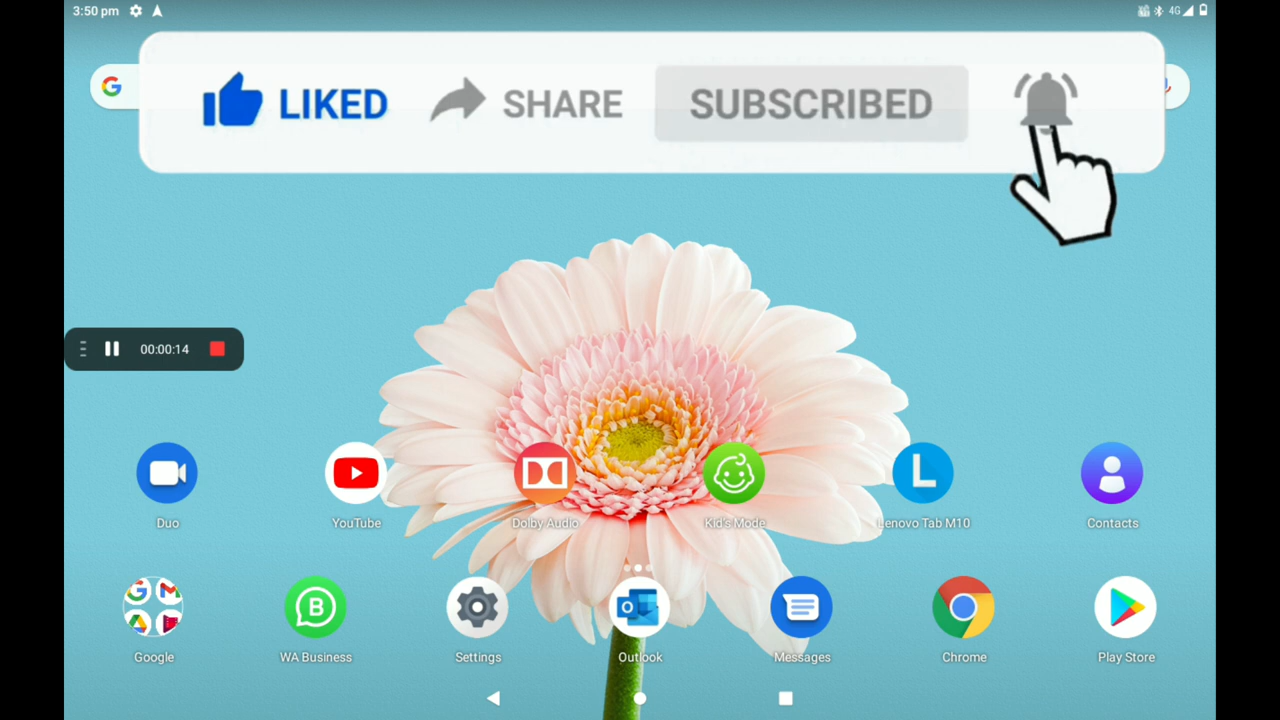 3:50 pm
4G
LIKED
SHARE
SUBSCRIBED
00:00:14
Duo
YouTube
Dolby Audio
Kid's Mode
Lenovo Tab M10
Contacts
Google
WA Business
Settings
Outlook
Messages
Chrome
Play Store